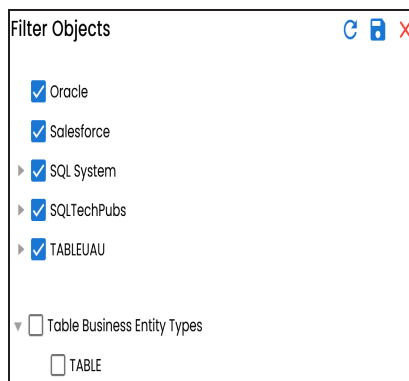 Filter Objects
Oracle
Salesforce
SQL System
SQLTechPubs
TABLEUAU
Table Business Entity Types
TABLE